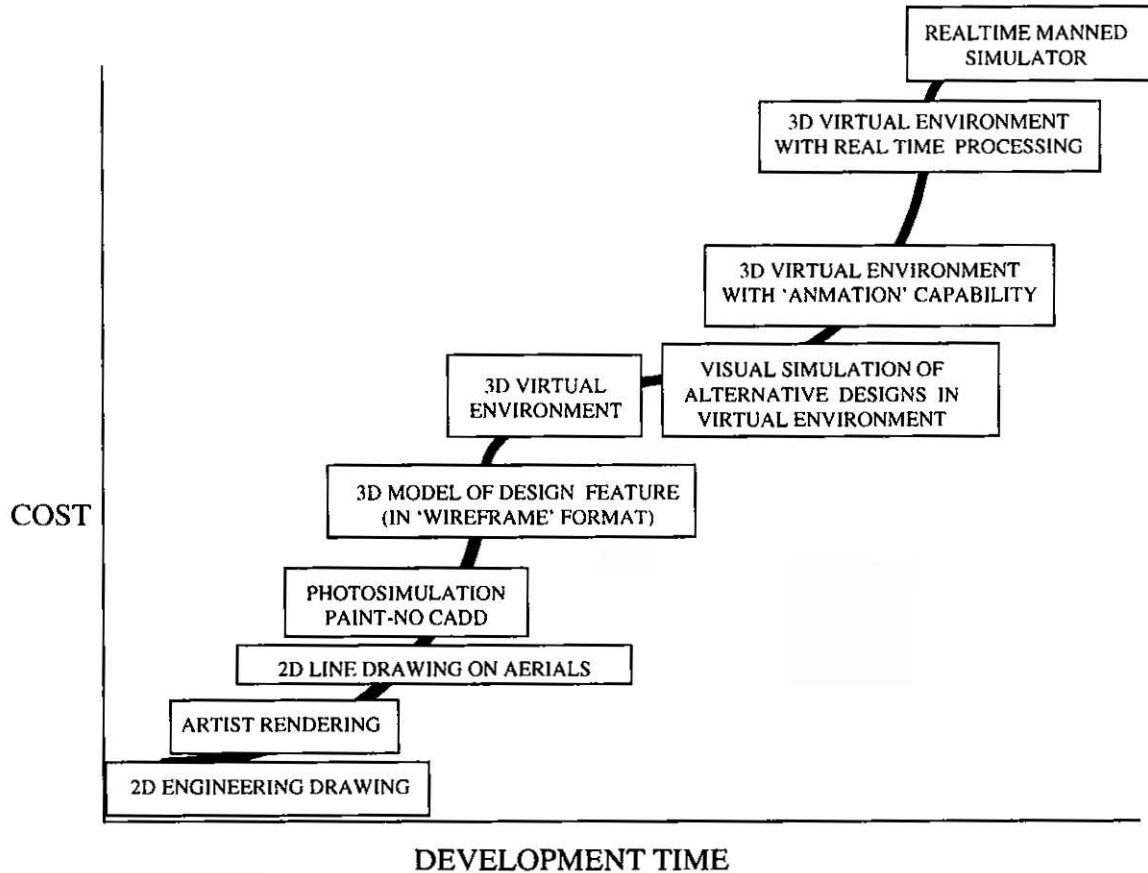 REALTIME MANNED
SIMULATOR
3D VIRTUAL ENVIRONMENT
WITH REAL TIME PROCESSING
3D VIRTUAL ENVIRONMENT
WITH 'ANMATION' CAPABILITY
VISUAL SIMULATION OF
ALTERNATIVE DESIGNS IN
VIRTUAL ENVIRONMENT
3D VIRTUAL
ENVIRONMENT
3D MODEL OF DESIGN FEATURE
(IN 'WIREFRAME' FORMAT)
COST
PHOTOSIMULATION
PAINT-NO CADD
2D LINE DRAWING ON AERIALS
ARTIST RENDERING
2D ENGINEERING DRAWING
DEVELOPMENT TIME